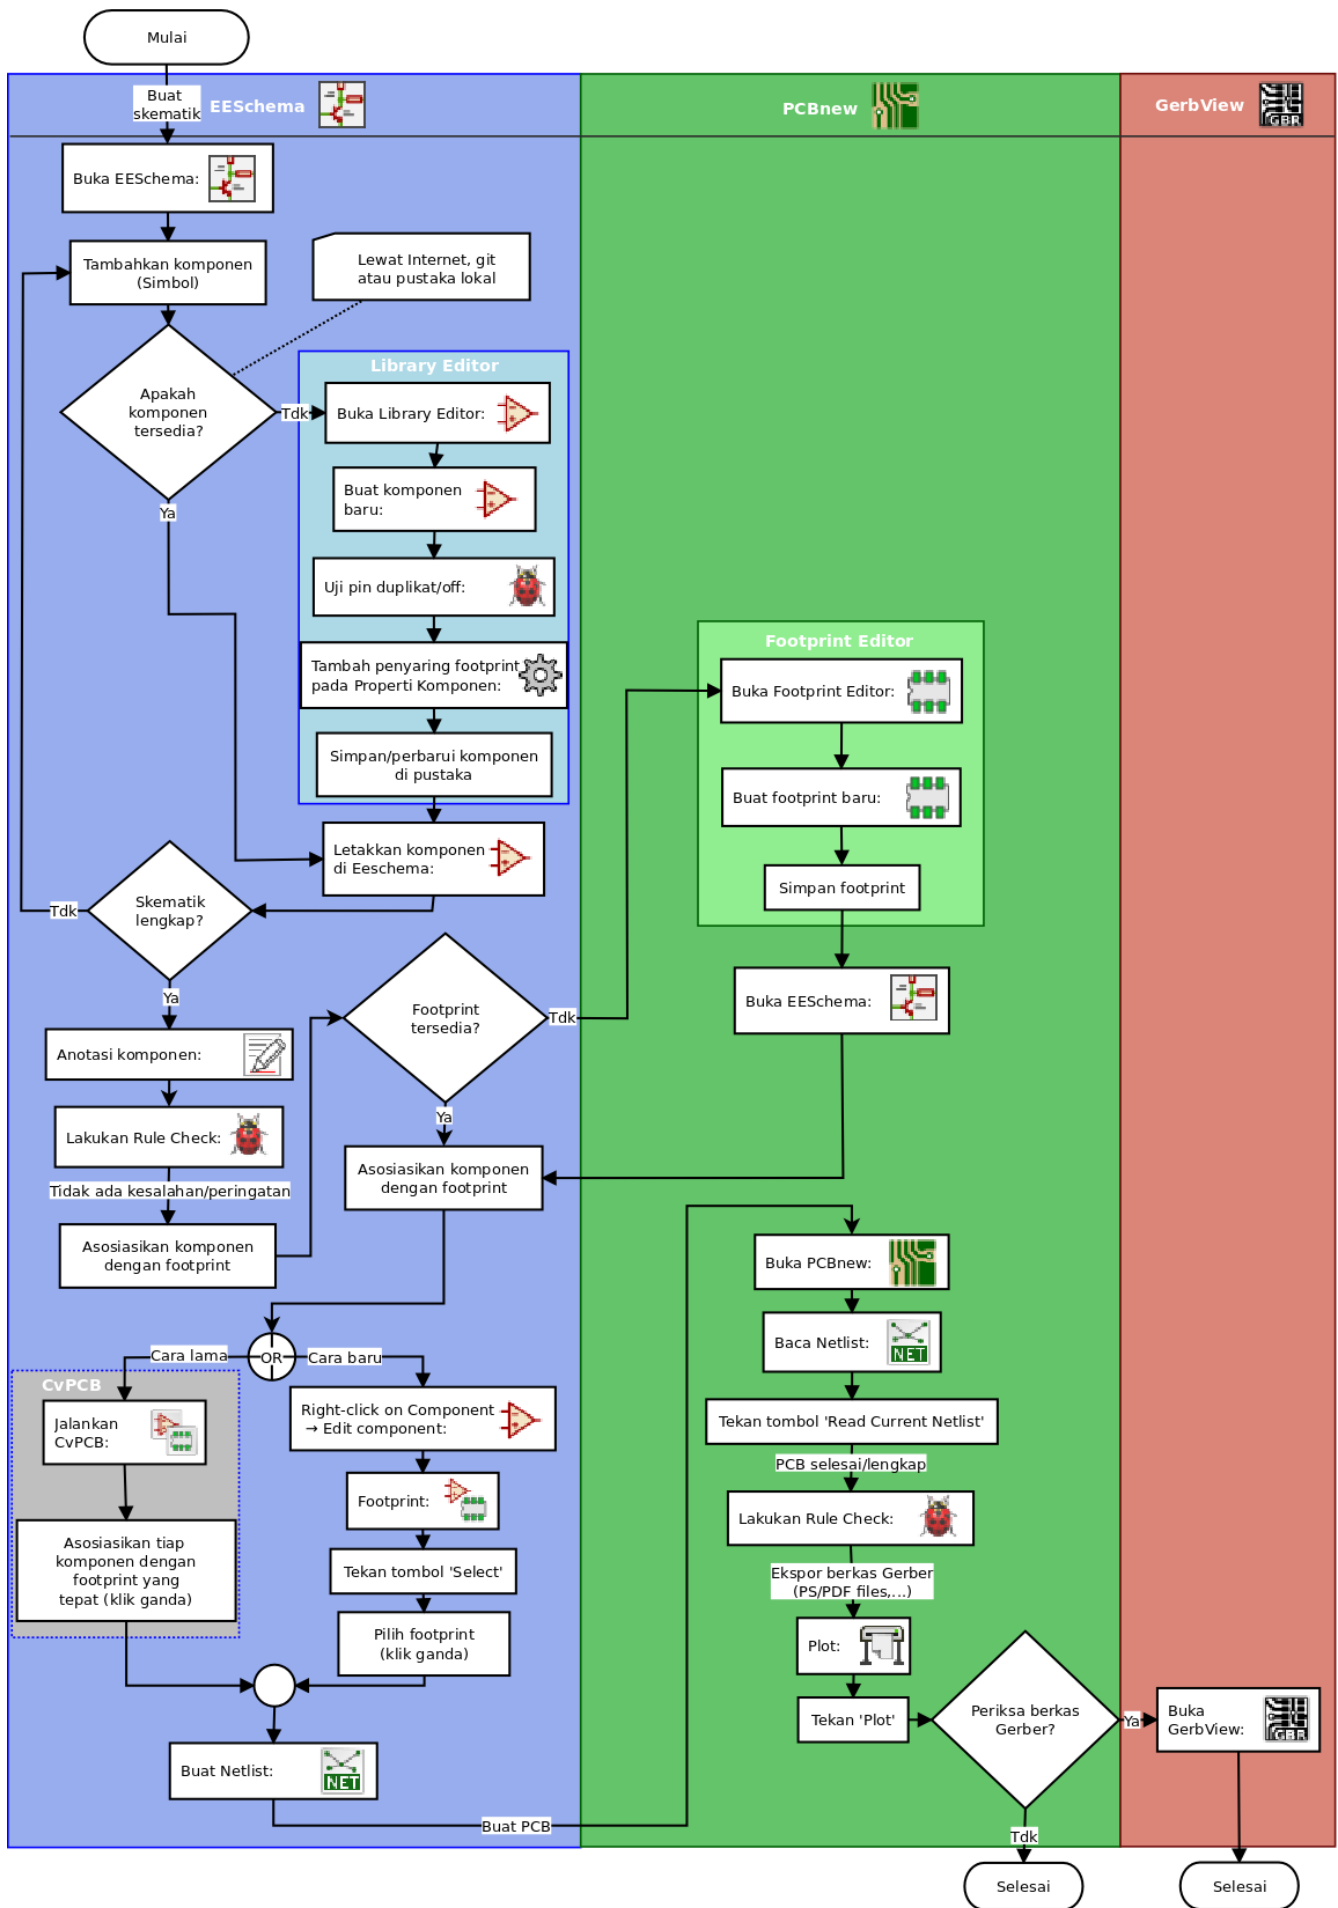 Mulai
Buat
skematik
EESchema
PCBnew
GerbView
GBR
Buka EESchema:
Tambahkan komponen
(Simbol)
Lewat Internet, git
atau pustaka lokal
Apakah
komponen
tersedia?
Tdk
Ya
Library Editor
Buka Library Editor:
Buat komponen
baru:
Uji pin duplikat/off:
Tambah penyaring footprint
pada Properti Komponen:
Simpan/perbarui komponen
di pustaka
Letakkan komponen
di Eeschema:
Skematik
lengkap?
Tdk
Ya
Anotasi komponen:
Lakukan Rule Check:
Tidak ada kesalahan/peringatan
Asosiasikan komponen
dengan footprint
Footprint
tersedia?
Tdk
Ya
Footprint Editor
Buka Footprint Editor:
Buat footprint baru:
Simpan footprint
Buka EESchema:
Asosiasikan komponen
dengan footprint
OR
Cara lama
Cara baru
CvPCB
Jalankan
CvPCB:
Asosiasikan tiap
komponen dengan
footprint yang
tepat (klik ganda)
Right-click on Component
→ Edit component:
Footprint:
Tekan tombol 'Select'
Pilih footprint
(klik ganda)
Buat Netlist:
NET
Buat PCB
Buka PCBnew:
Baca Netlist:
NET
Tekan tombol 'Read Current Netlist'
PCB selesai/lengkap
Lakukan Rule Check:
Ekspor berkas Gerber
(PS/PDF files,...)
Plot:
Tekan 'Plot'
Periksa berkas
Gerber?
Ya
Tdk
Buka
GerbView:
GBR
Selesai
Selesai